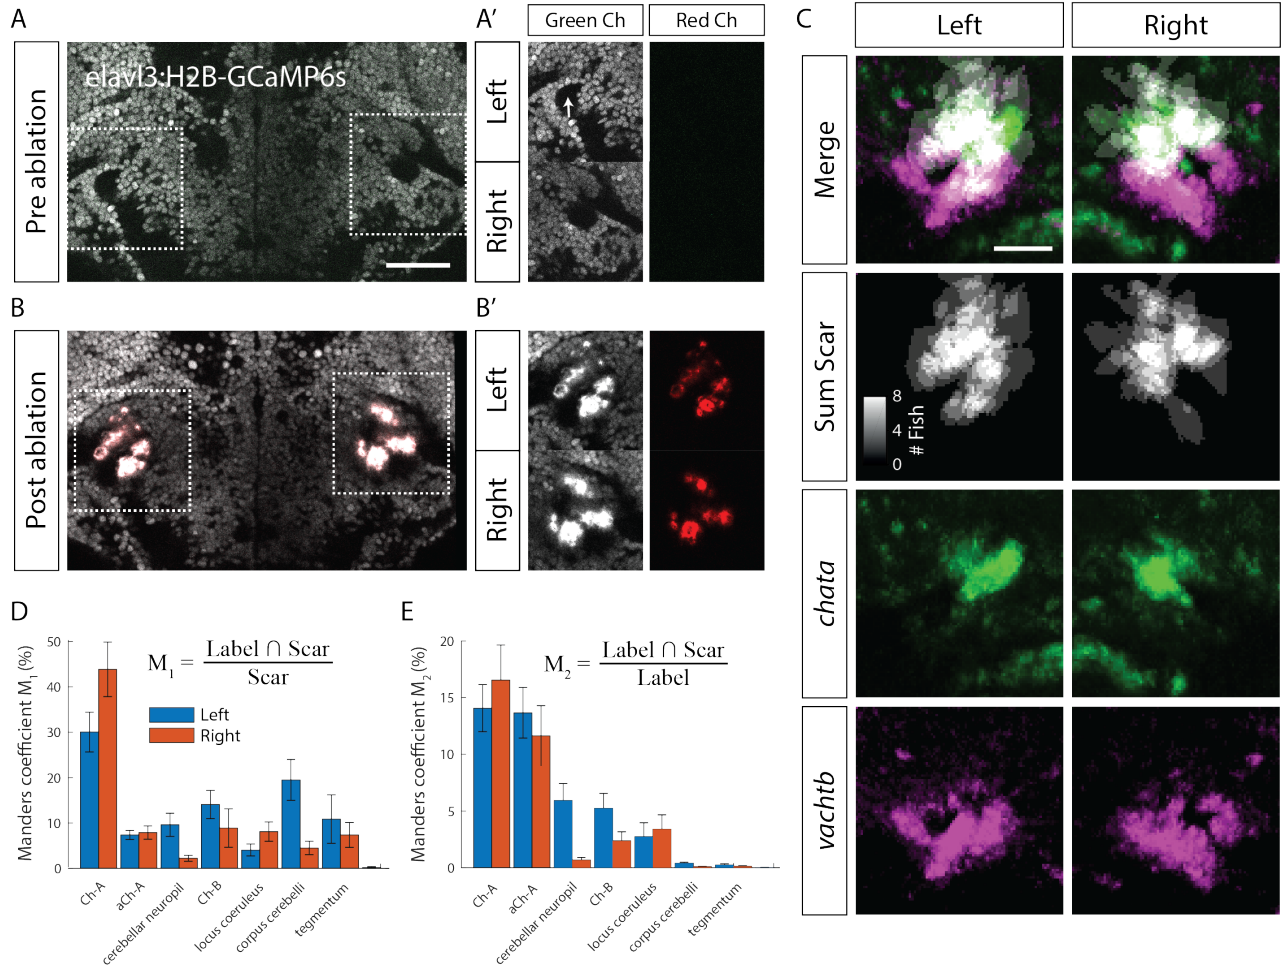 A
Pre ablation
elavl3:H2B-GCaMP6s
A′
Green Ch
Red Ch
Left
Right
B
Post ablation
B′
Left
Right
C
Left
Right
Merge
Sum Scar
8
4
0
# Fish
chata
vachtb
D
Manders coefficient M1 (%)
50
40
30
20
10
0
M1 = Label ∩ Scar
Scar
Left
Right
Ch-A
aCh-A
cerebellar neuropil
Ch-B
locus coeruleus
corpus cerebelli
tegmentum
E
Manders coefficient M2 (%)
20
15
10
5
0
M2 = Label ∩ Scar
Label
Ch-A
aCh-A
cerebellar neuropil
Ch-B
locus coeruleus
corpus cerebelli
tegmentum